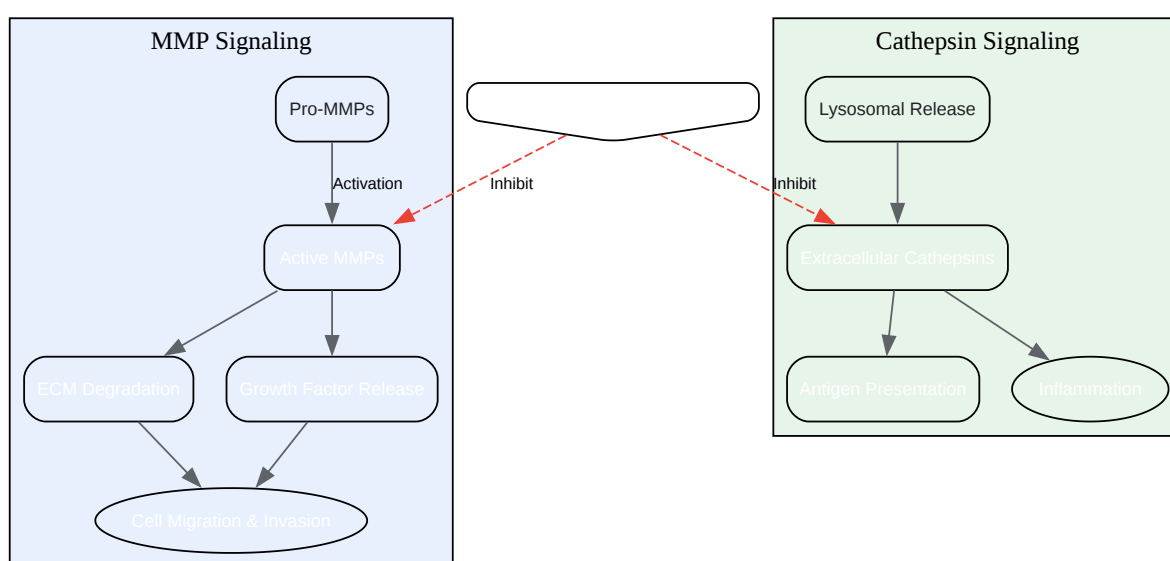 MMP Signaling
Cathepsin Signaling
Pro-MMPs
Lysosomal Release
Activation
Inhibit
Inhibit
Active MMPs
Extracellular Cathepsins
ECM Degradation
Growth Factor Release
Antigen Presentation
Inflammation
Cell Migration & Invasion